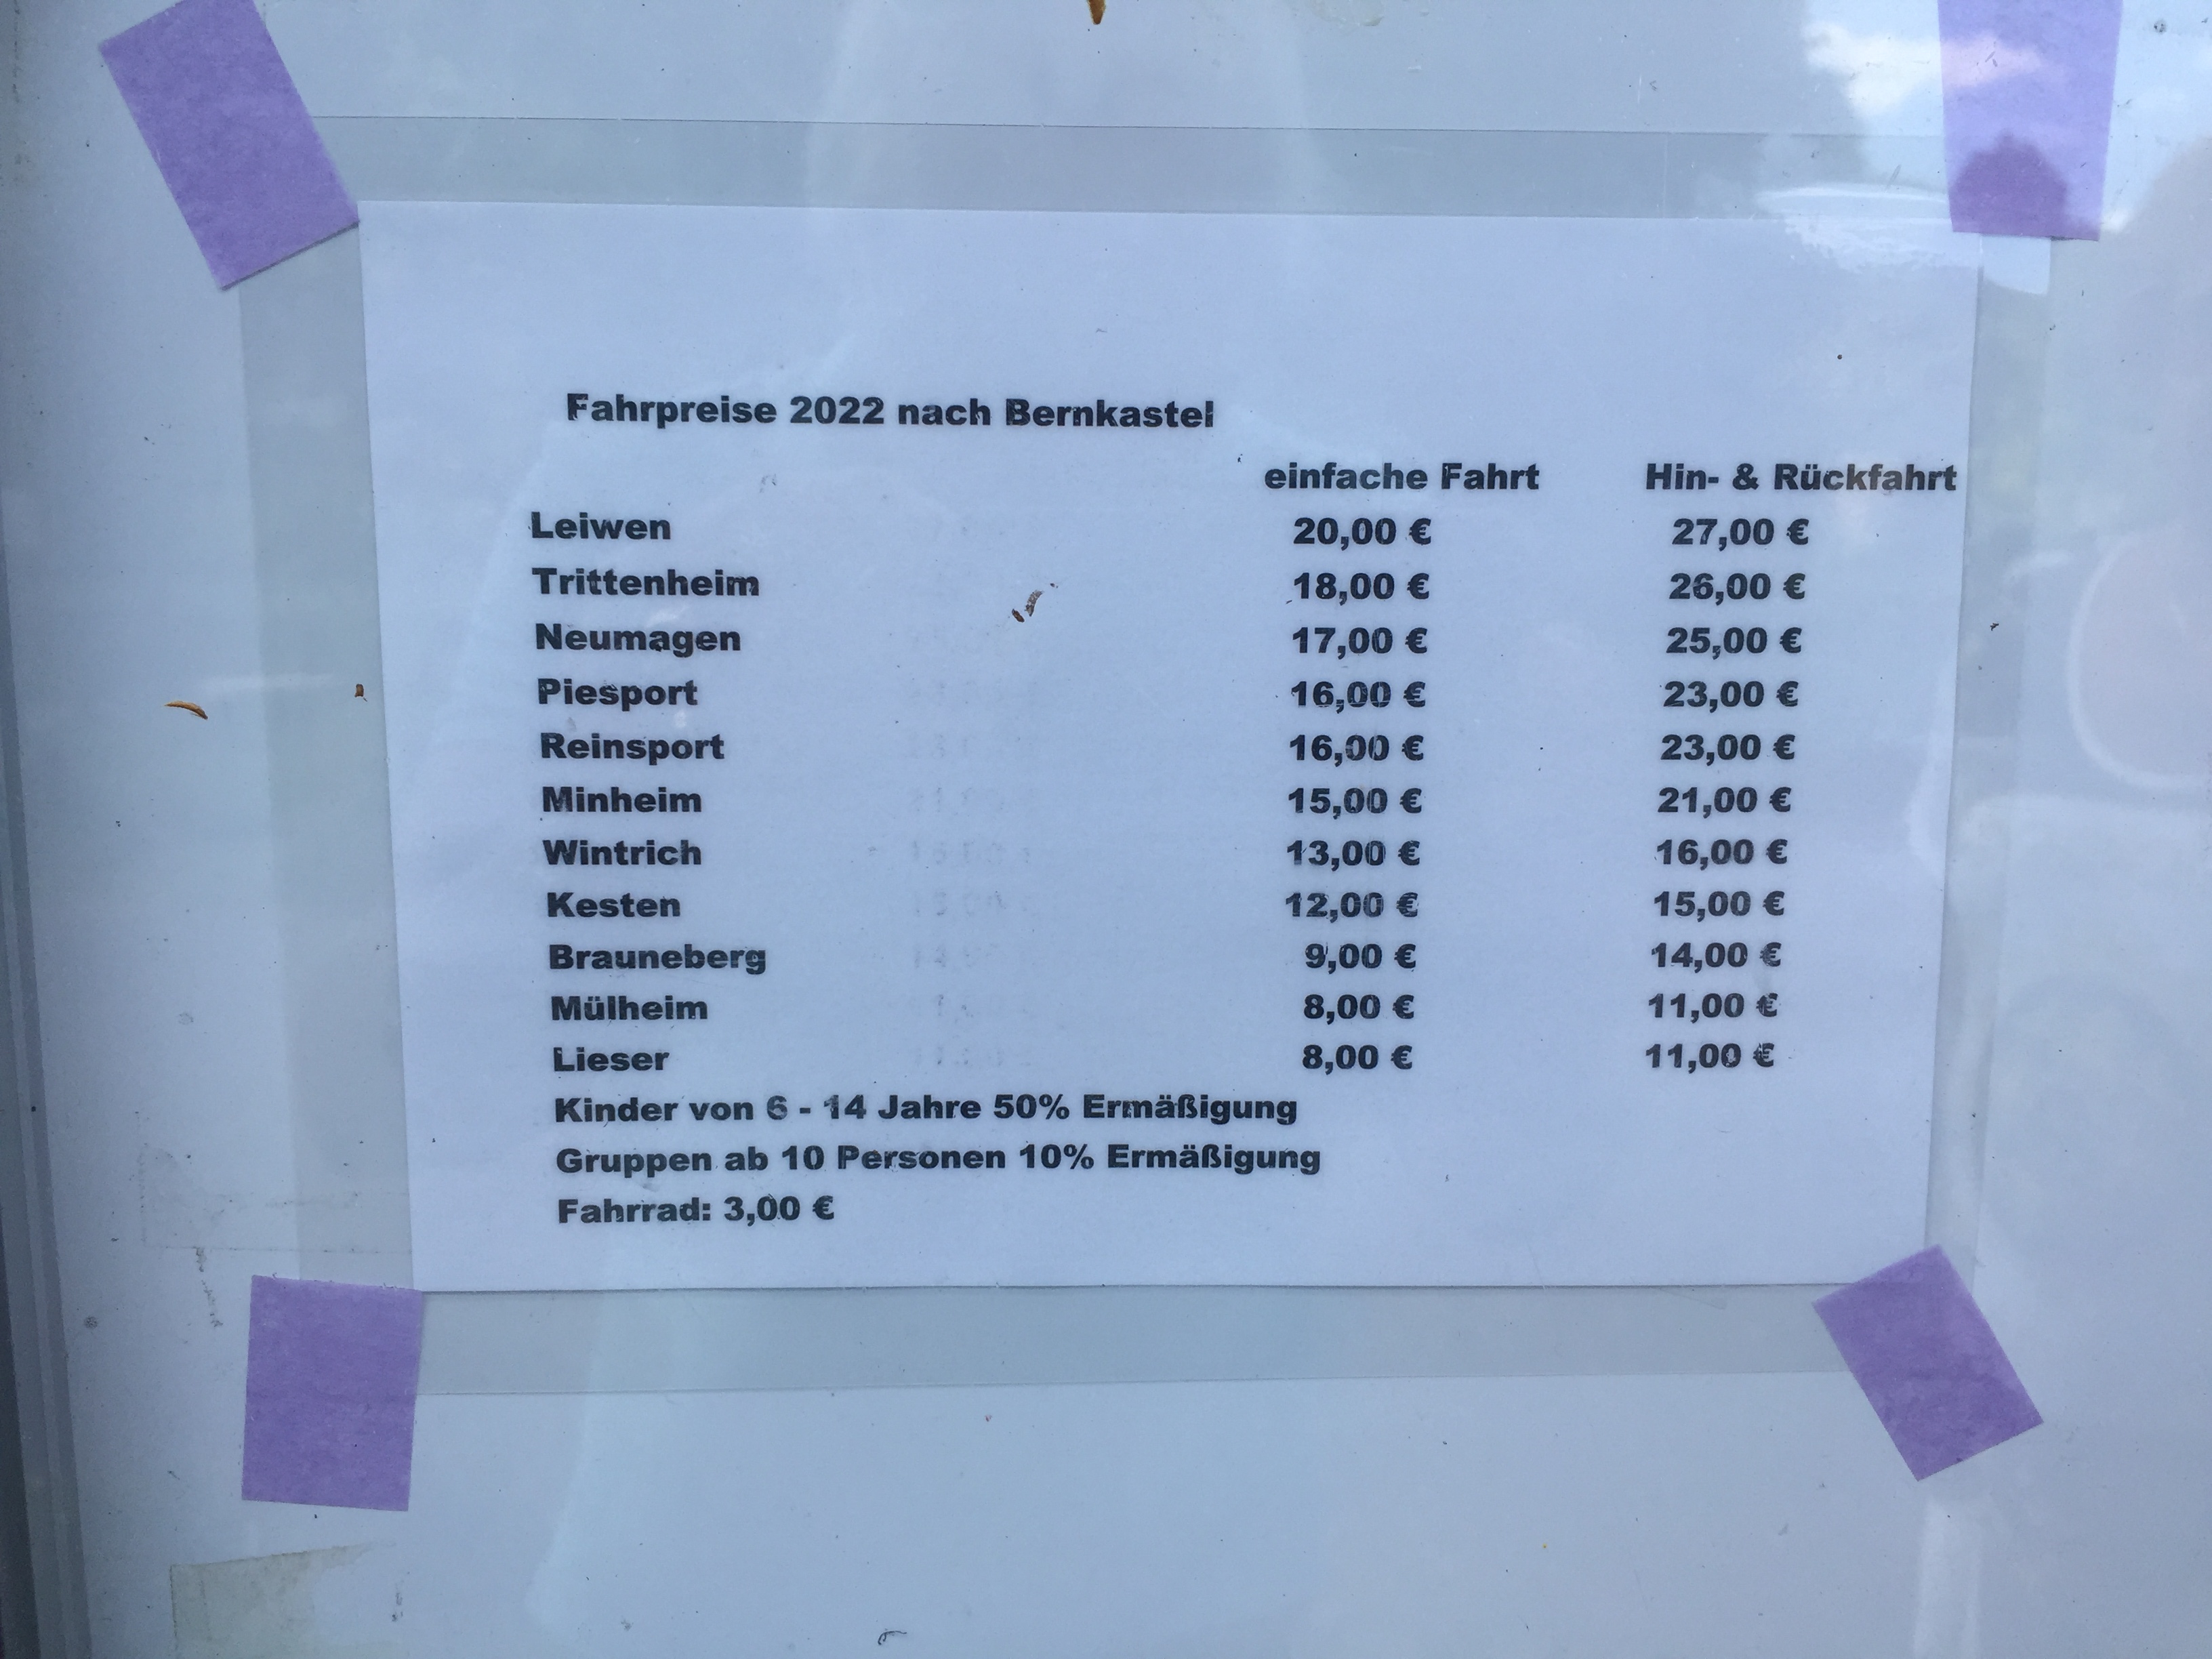 Fahrpreise 2022 nach Bernkastel
einfache Fahrt Hin- & Rückfahrt
Leiwen 20,00 € 27,00 €
Trittenheim 18,00 € 26,00 €
Neumagen 17,00 € 25,00 €
Piesport 16,00 € 23,00 €
Reinsport 16,00 € 23,00 €
Minheim 15,00 € 21,00 €
Wintrich 13,00 € 16,00 €
Kesten 12,00 € 15,00 €
Brauneberg 9,00 € 14,00 €
Mülheim 8,00 € 11,00 €
Lieser 8,00 € 11,00 €
Kinder von 6 - 14 Jahre 50% Ermäßigung
Gruppen ab 10 Personen 10% Ermäßigung
Fahrrad: 3,00 €